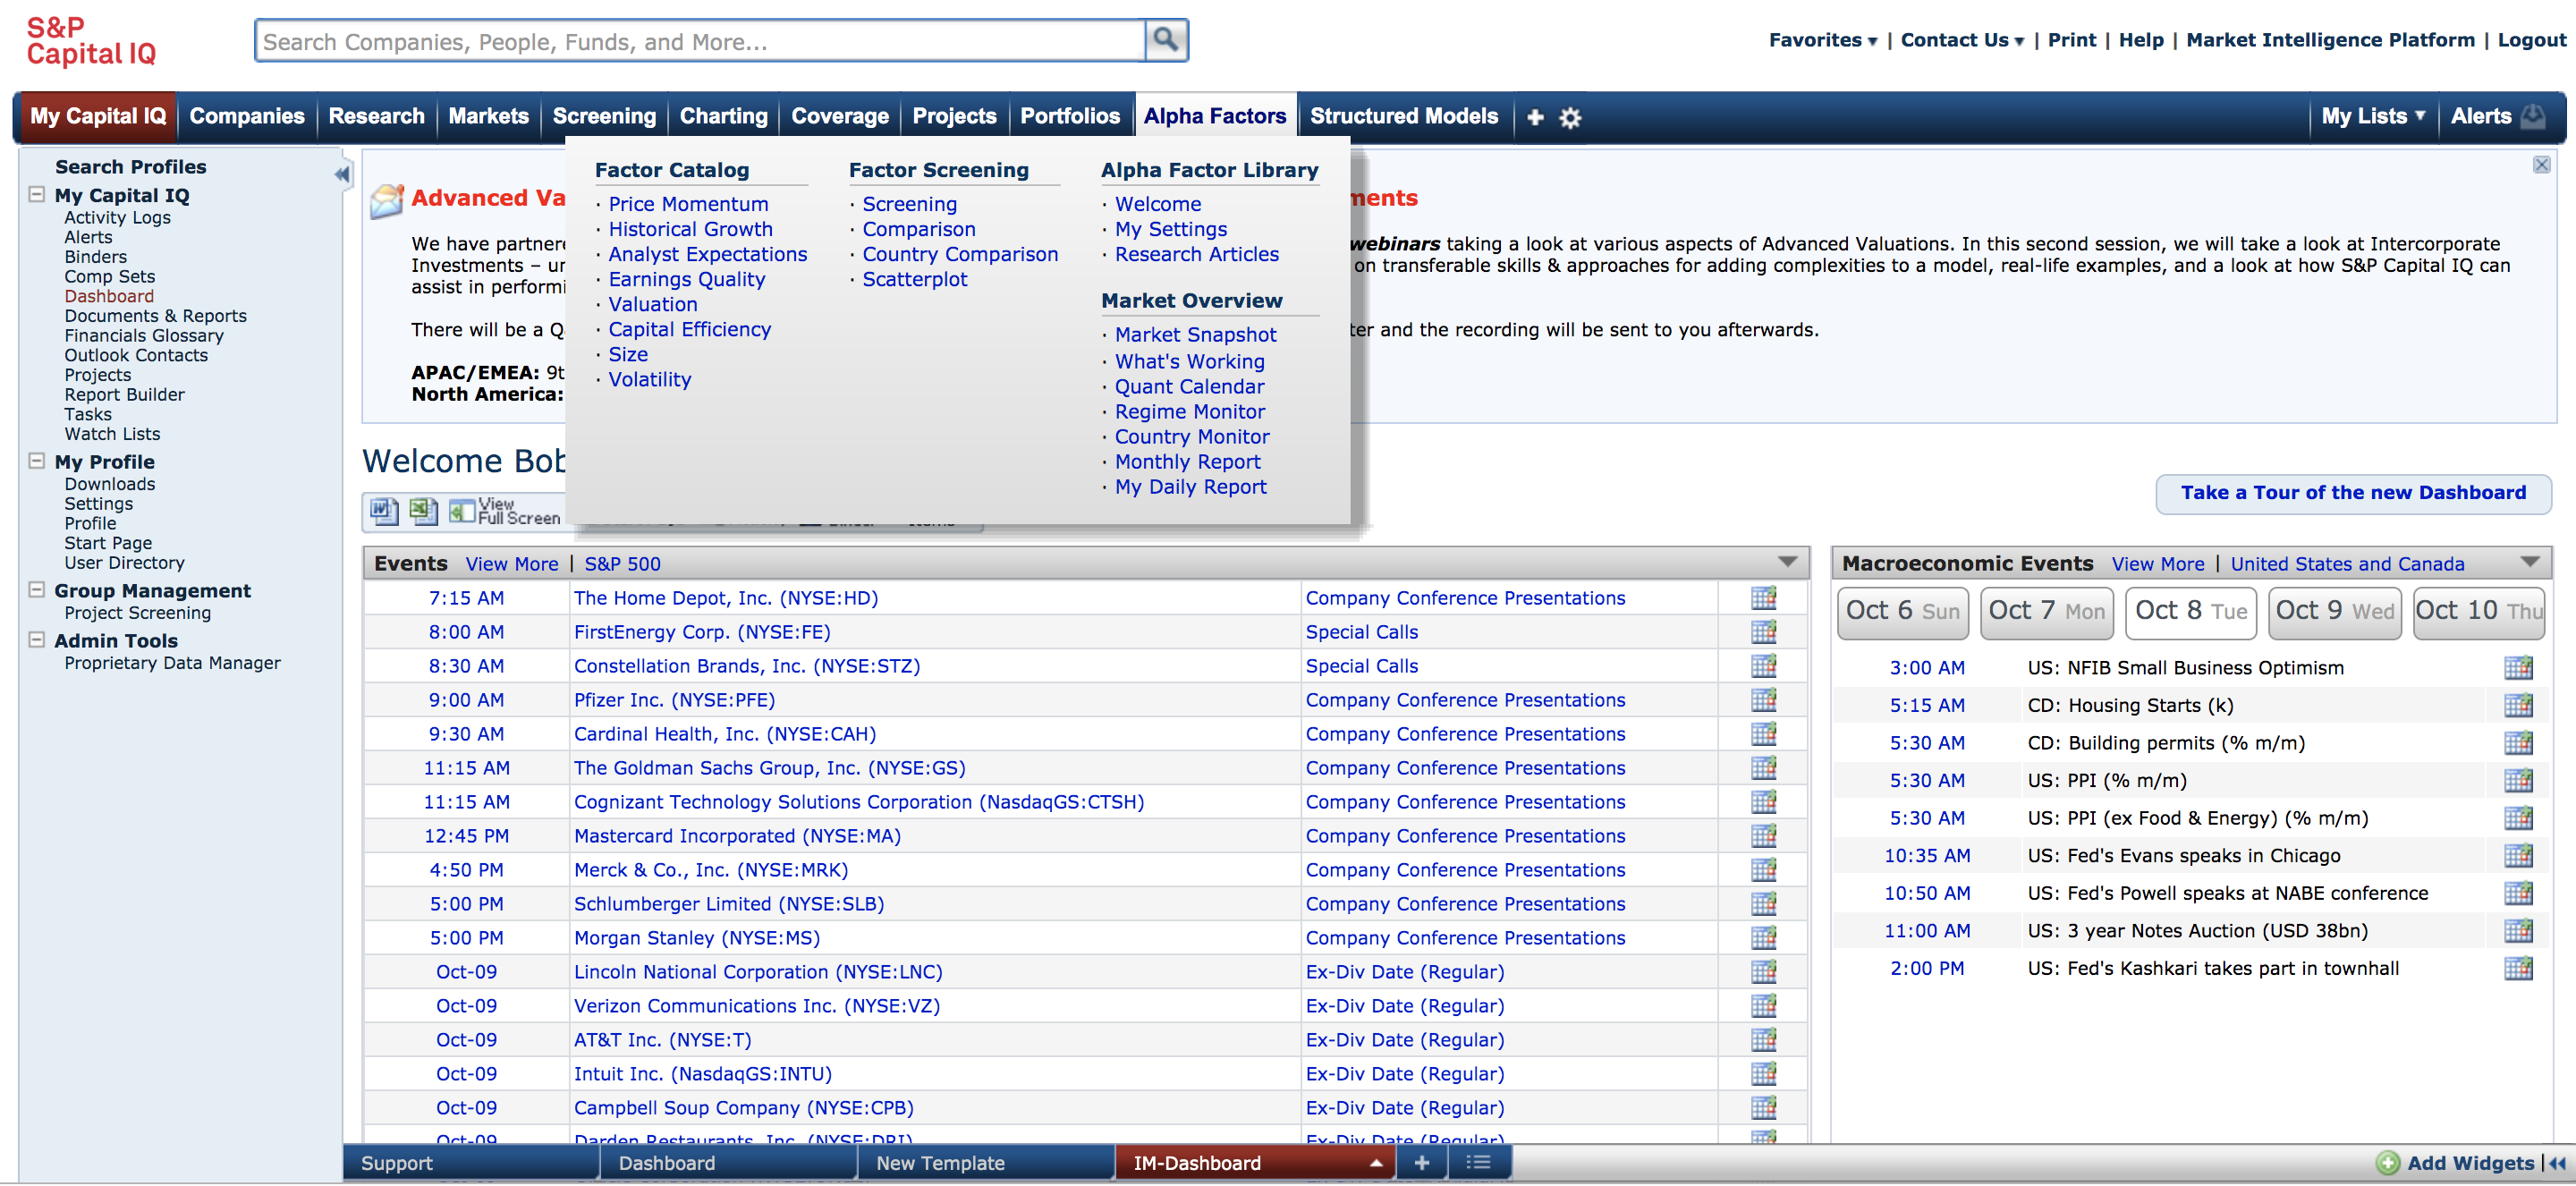 S&P
Capital IQ
Search Companies, People, Funds, and More...
Favorites ▾ | Contact Us ▾ | Print | Help | Market Intelligence Platform | Logout
My Capital IQ
Companies
Research
Markets
Screening
Charting
Coverage
Projects
Portfolios
Alpha Factors
Structured Models
My Lists
Alerts
Search Profiles
My Capital IQ
Activity Logs
Alerts
Binders
Comp Sets
Dashboard
Documents & Reports
Financials Glossary
Outlook Contacts
Projects
Report Builder
Tasks
Watch Lists
My Profile
Downloads
Settings
Profile
Start Page
User Directory
Group Management
Project Screening
Admin Tools
Proprietary Data Manager
Factor Catalog
· Price Momentum
· Historical Growth
· Analyst Expectations
· Earnings Quality
· Valuation
· Capital Efficiency
· Size
· Volatility
Factor Screening
· Screening
· Comparison
· Country Comparison
· Scatterplot
Alpha Factor Library
· Welcome
· My Settings
· Research Articles
Market Overview
· Market Snapshot
· What's Working
· Quant Calendar
· Regime Monitor
· Country Monitor
· Monthly Report
· My Daily Report
Advanced
We have
webinars taking a look at various aspects of Advanced Valuations. In this second session, we will take a look at Intercorporate
Investments –
on transferable skills & approaches for adding complexities to a model, real-life examples, and a look at how S&P Capital IQ can
assist in
There will be a
and the recording will be sent to you afterwards.
APAC/EMEA:
North America:
Welcome Bob
View
Full Screen
Take a Tour of the new Dashboard
Events View More | S&P 500
7:15 AM The Home Depot, Inc. (NYSE:HD) Company Conference Presentations
8:00 AM FirstEnergy Corp. (NYSE:FE) Special Calls
8:30 AM Constellation Brands, Inc. (NYSE:STZ) Special Calls
9:00 AM Pfizer Inc. (NYSE:PFE) Company Conference Presentations
9:30 AM Cardinal Health, Inc. (NYSE:CAH) Company Conference Presentations
11:15 AM The Goldman Sachs Group, Inc. (NYSE:GS) Company Conference Presentations
11:15 AM Cognizant Technology Solutions Corporation (NasdaqGS:CTSH) Company Conference Presentations
12:45 PM Mastercard Incorporated (NYSE:MA) Company Conference Presentations
4:50 PM Merck & Co., Inc. (NYSE:MRK) Company Conference Presentations
5:00 PM Schlumberger Limited (NYSE:SLB) Company Conference Presentations
5:00 PM Morgan Stanley (NYSE:MS) Company Conference Presentations
Oct-09 Lincoln National Corporation (NYSE:LNC) Ex-Div Date (Regular)
Oct-09 Verizon Communications Inc. (NYSE:VZ) Ex-Div Date (Regular)
Oct-09 AT&T Inc. (NYSE:T) Ex-Div Date (Regular)
Oct-09 Intuit Inc. (NasdaqGS:INTU) Ex-Div Date (Regular)
Oct-09 Campbell Soup Company (NYSE:CPB) Ex-Div Date (Regular)
Oct-09 Darden Restaurants, Inc. (NYSE:DRI) Ex-Div Date (Regular)
Macroeconomic Events View More | United States and Canada
Oct 6 Sun
Oct 7 Mon
Oct 8 Tue
Oct 9 Wed
Oct 10 Thu
3:00 AM US: NFIB Small Business Optimism
5:15 AM CD: Housing Starts (k)
5:30 AM CD: Building permits (% m/m)
5:30 AM US: PPI (% m/m)
5:30 AM US: PPI (ex Food & Energy) (% m/m)
10:35 AM US: Fed's Evans speaks in Chicago
10:50 AM US: Fed's Powell speaks at NABE conference
11:00 AM US: 3 year Notes Auction (USD 38bn)
2:00 PM US: Fed's Kashkari takes part in townhall
Support
Dashboard
New Template
IM-Dashboard
Add Widgets